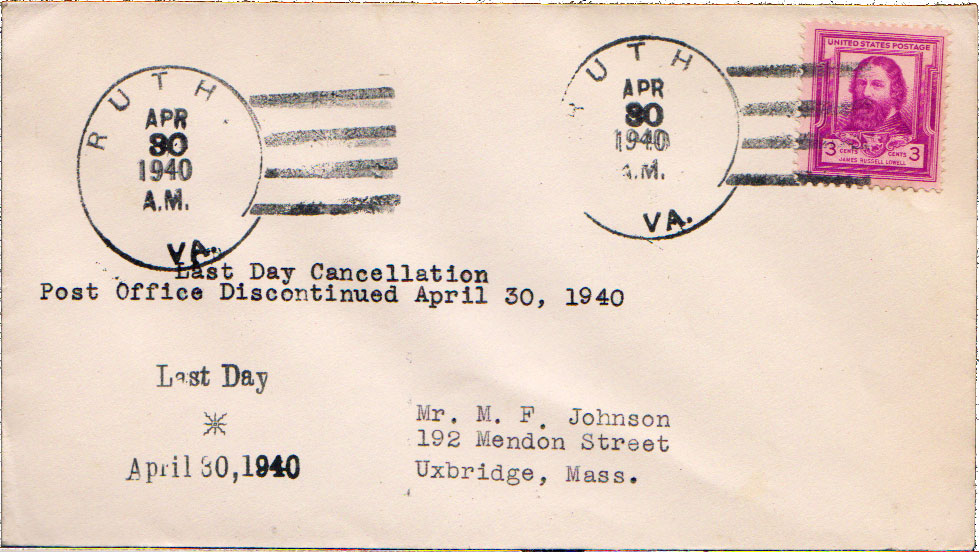 RUTH
APR
30
1940
A.M.
VA.
RUTH
APR
30
1940
A.M.
VA.
UNITED STATES POSTAGE
3 CENTS CENTS 3
JAMES RUSSELL LOWELL
Last Day Cancellation
Post Office Discontinued April 30, 1940
Last Day
April 30, 1940
Mr. M. F. Johnson
192 Mendon Street
Uxbridge, Mass.